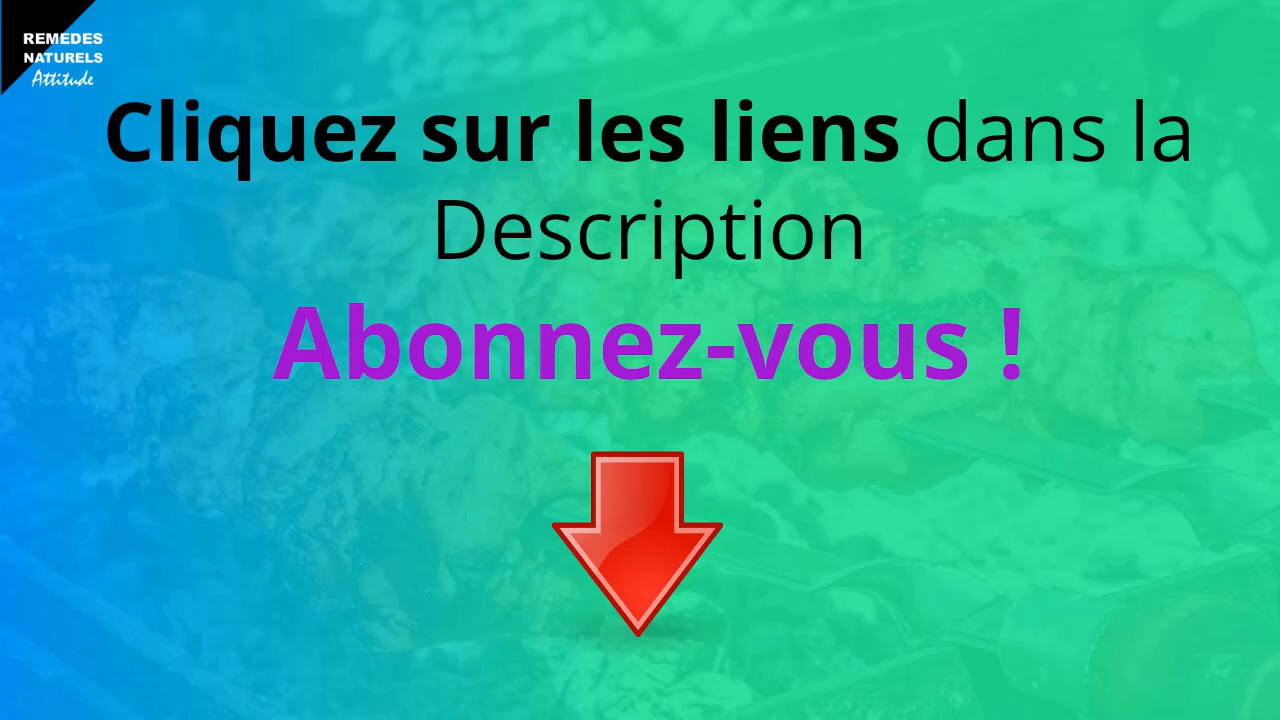 REMEDES
NATURELS
Attitude
Cliquez sur les liens dans la
Description
Abonnez-vous !